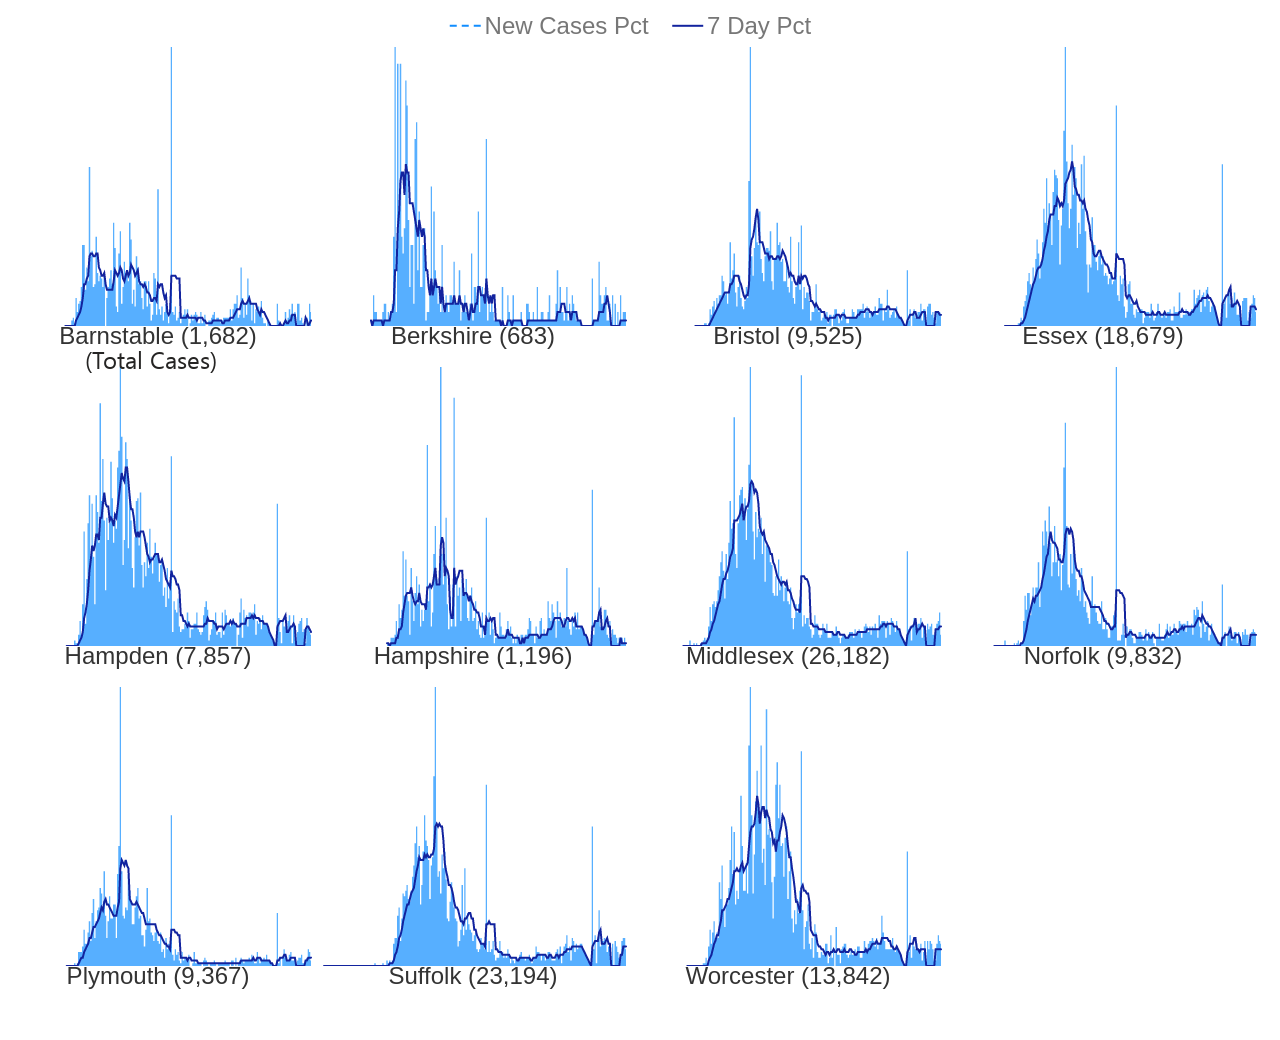 New Cases Pct 7 Day Pct
Barnstable (1,682) Berkshire (683) Bristol (9,525) Essex (18,679)
(Total Cases)
Hampden (7,857) Hampshire (1,196) Middlesex (26,182) Norfolk (9,832)
Plymouth (9,367) Suffolk (23,194) Worcester (13,842)